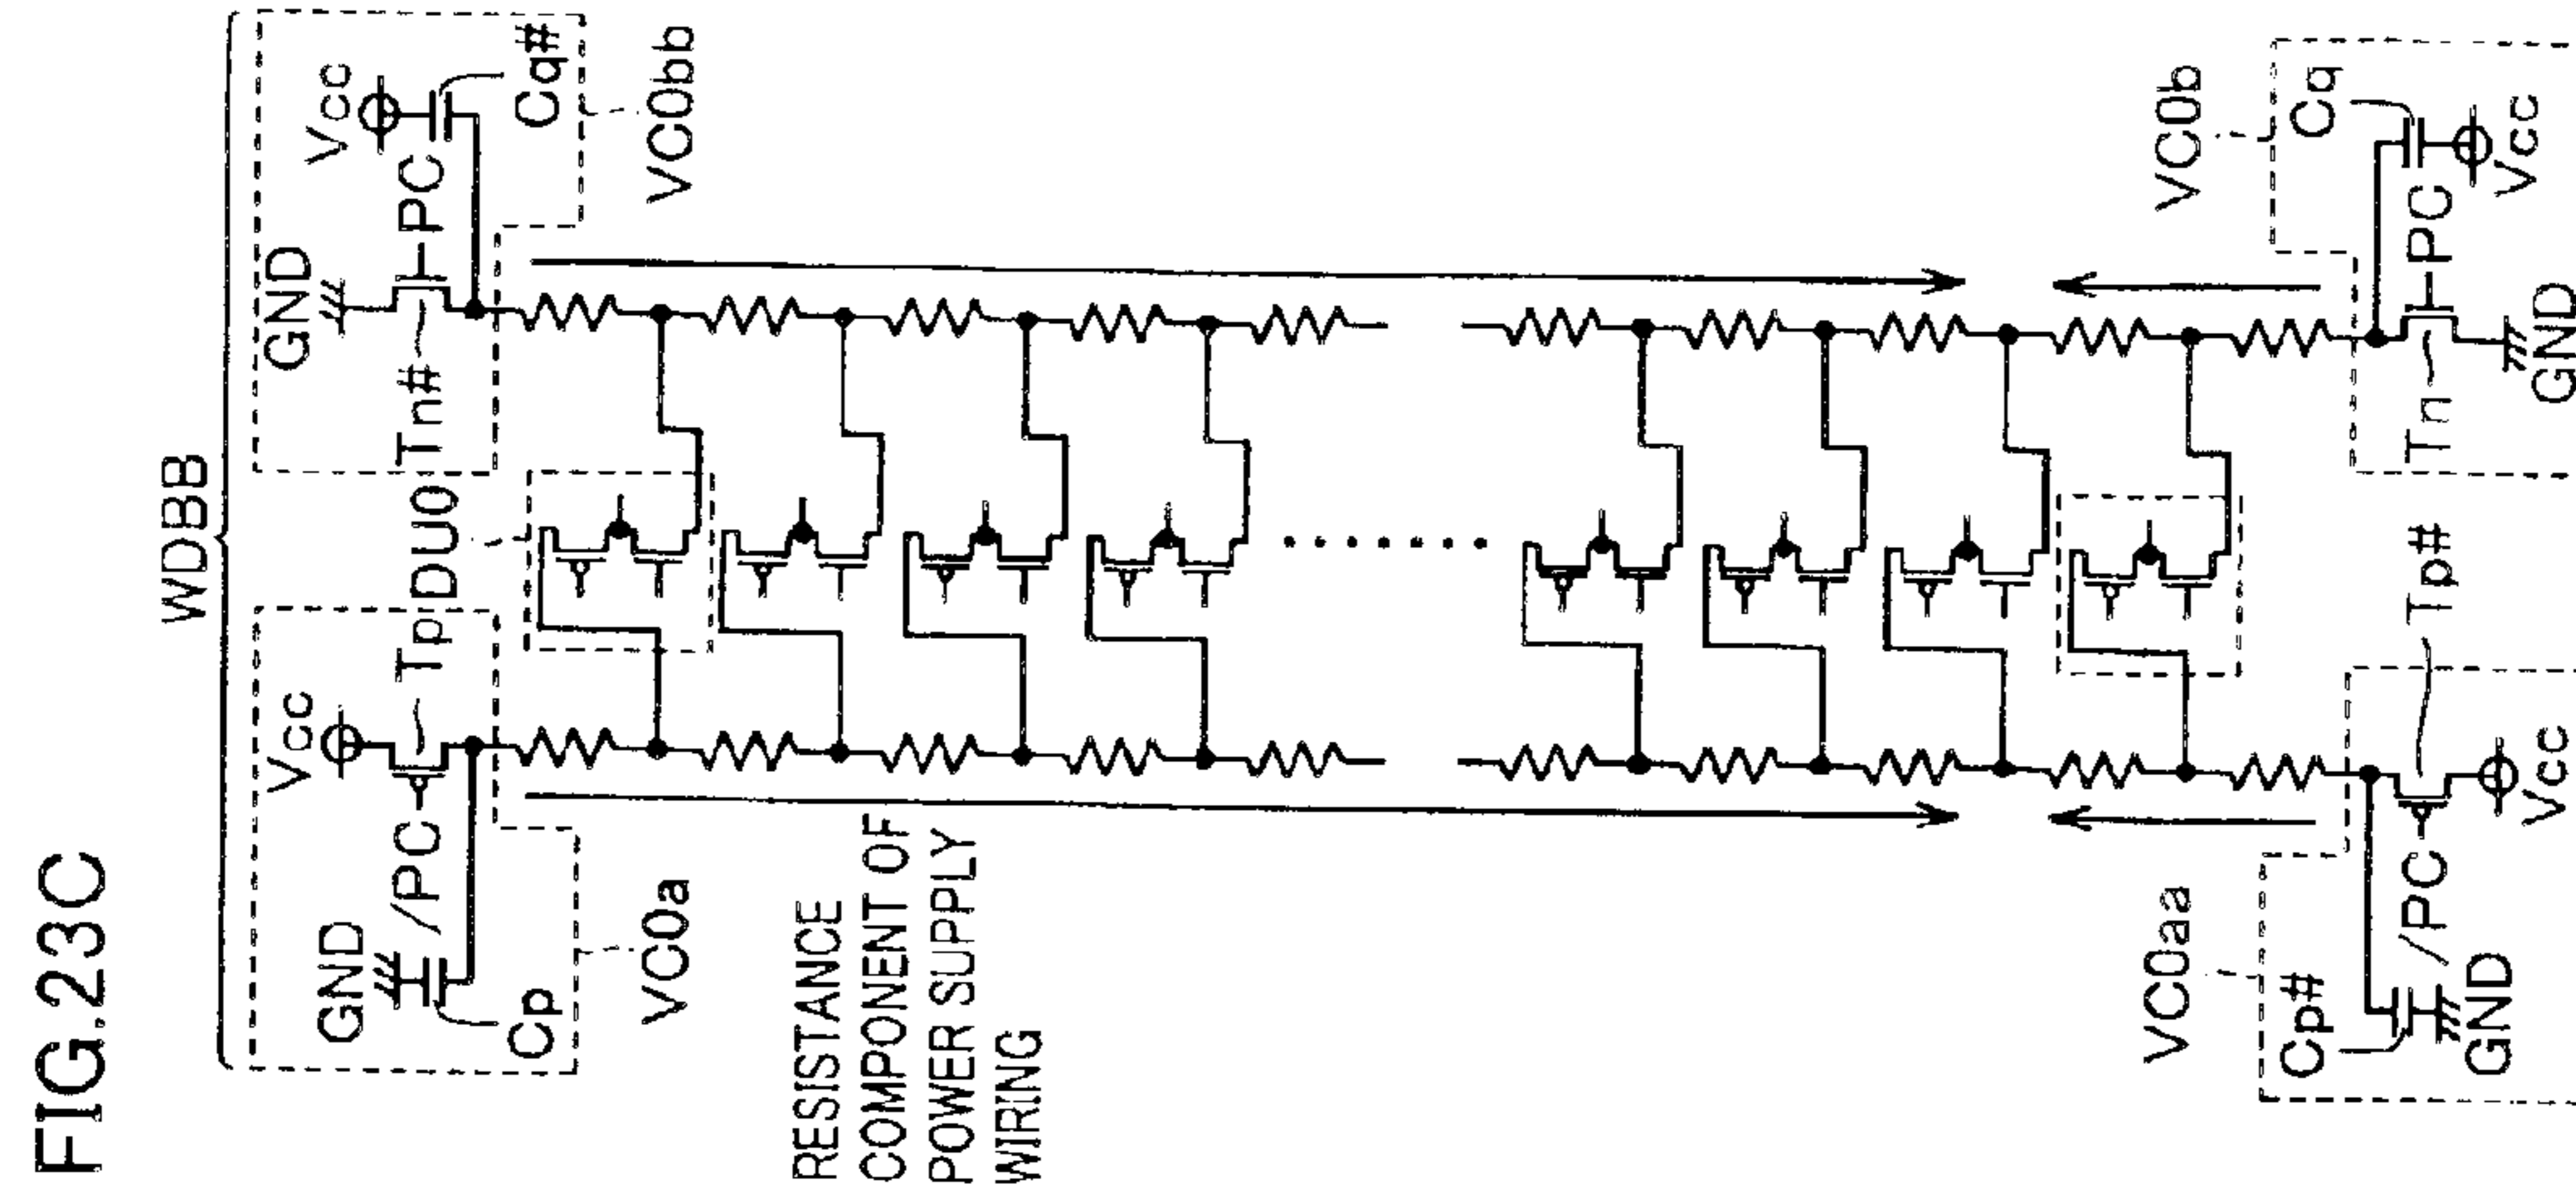 FIG.23C
WDBB
GND
Vcc
GND
Vcc
Cp
/PC
Tp
Tn#
PC
Cq#
VC0a
DU0
VC0bb
RESISTANCE
COMPONENT OF
POWER SUPPLY
WIRING
VC0aa
VC0b
Cp#
Tp#
Cq
/PC
Tn
PC
GND
Vcc
GND
Vcc